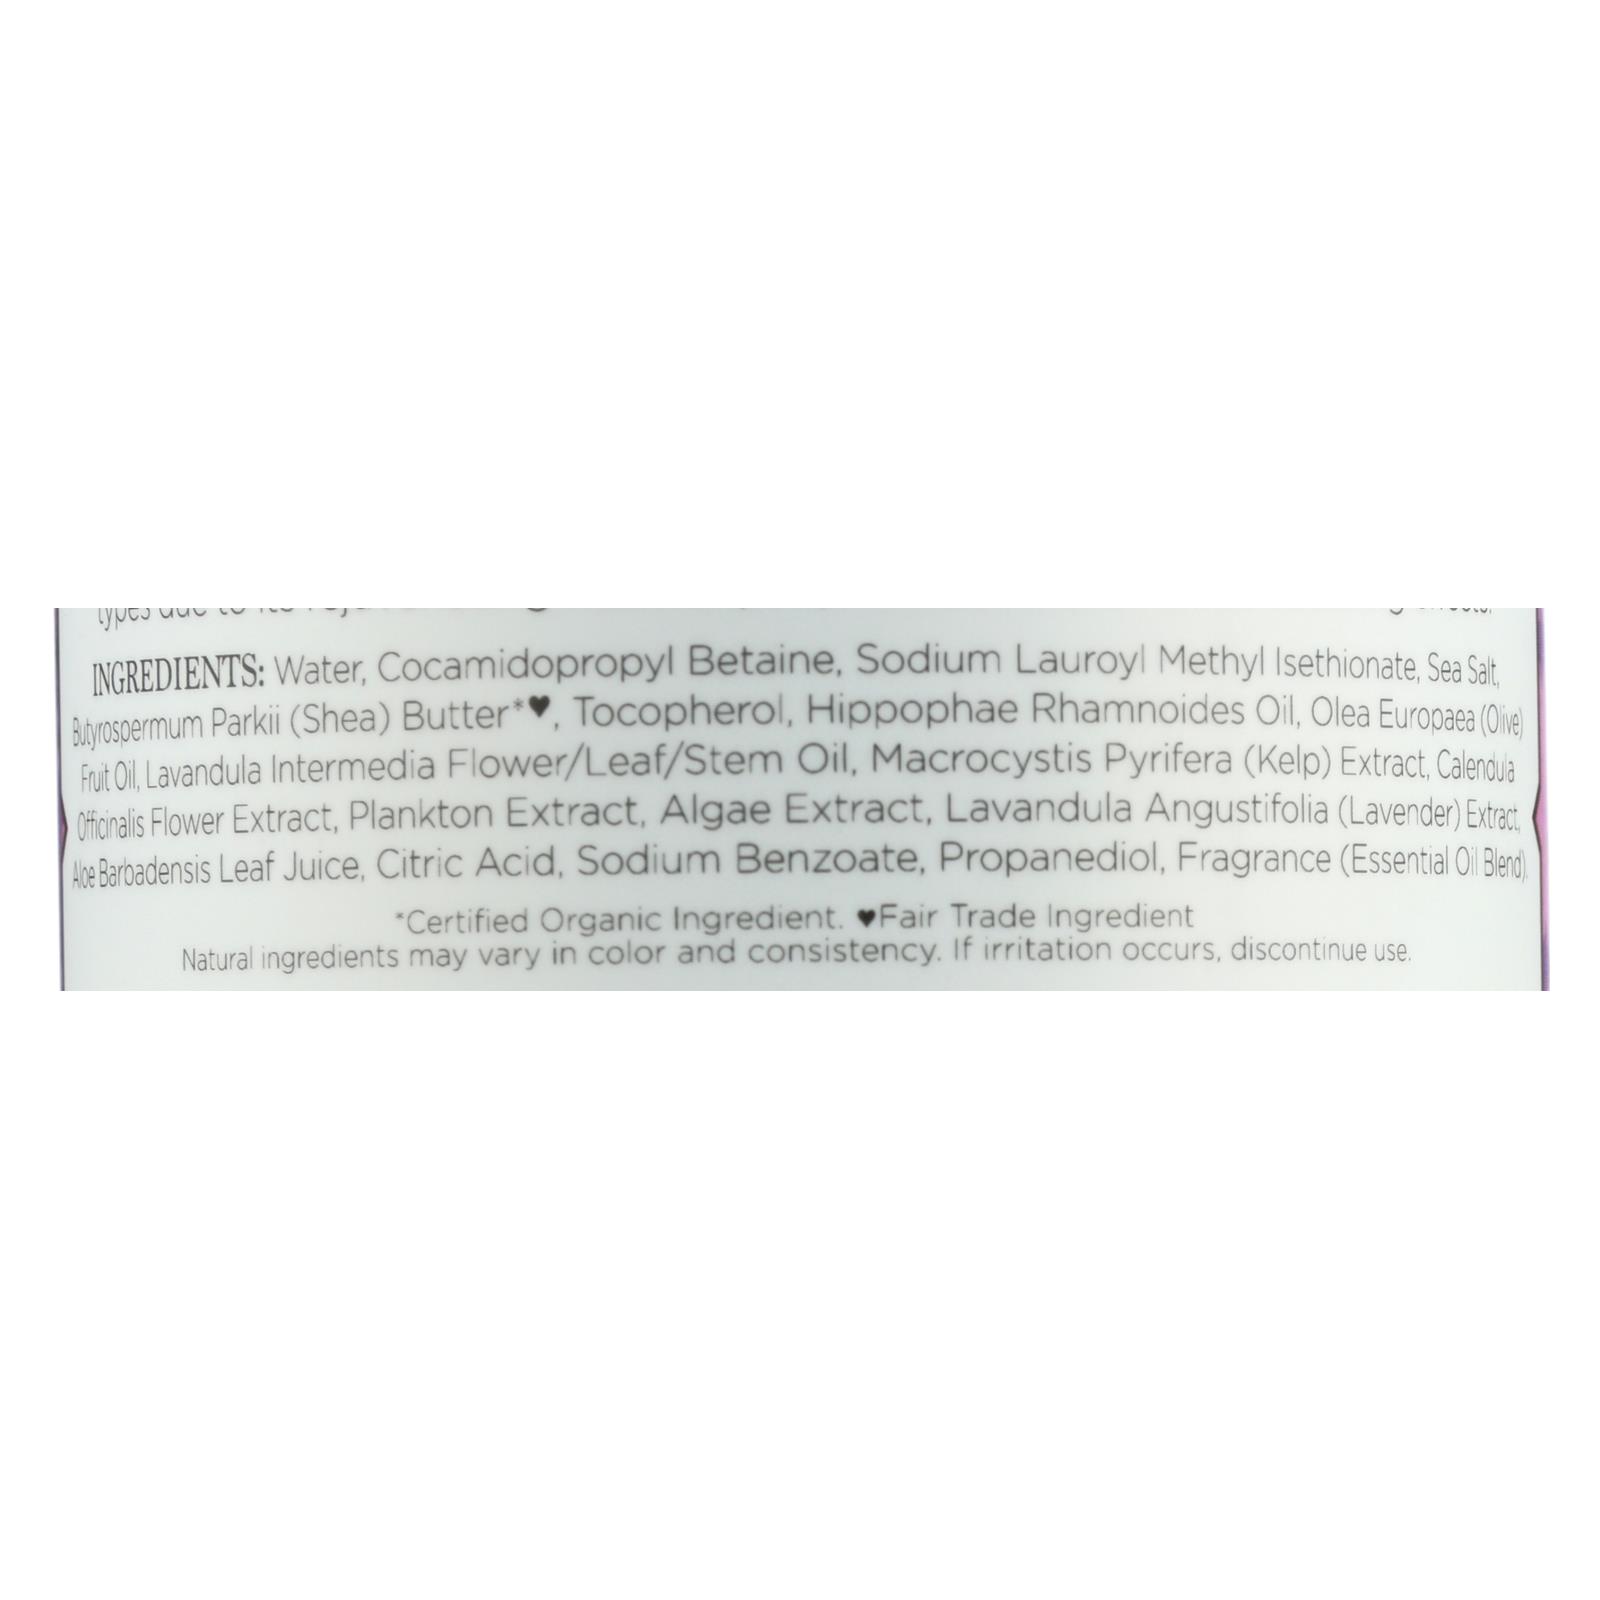 types due to its
INGREDIENTS: Water, Cocamidopropyl Betaine, Sodium Lauroyl Methyl Isethionate, Sea Salt,
Butyrospermum Parkii (Shea) Butter*♥, Tocopherol, Hippophae Rhamnoides Oil, Olea Europaea (Olive)
Fruit Oil, Lavandula Intermedia Flower/Leaf/Stem Oil, Macrocystis Pyrifera (Kelp) Extract, Calendula
Officinalis Flower Extract, Plankton Extract, Algae Extract, Lavandula Angustifolia (Lavender) Extract,
Aloe Barbadensis Leaf Juice, Citric Acid, Sodium Benzoate, Propanediol, Fragrance (Essential Oil Blend).
*Certified Organic Ingredient. ♥Fair Trade Ingredient
Natural ingredients may vary in color and consistency. If irritation occurs, discontinue use.